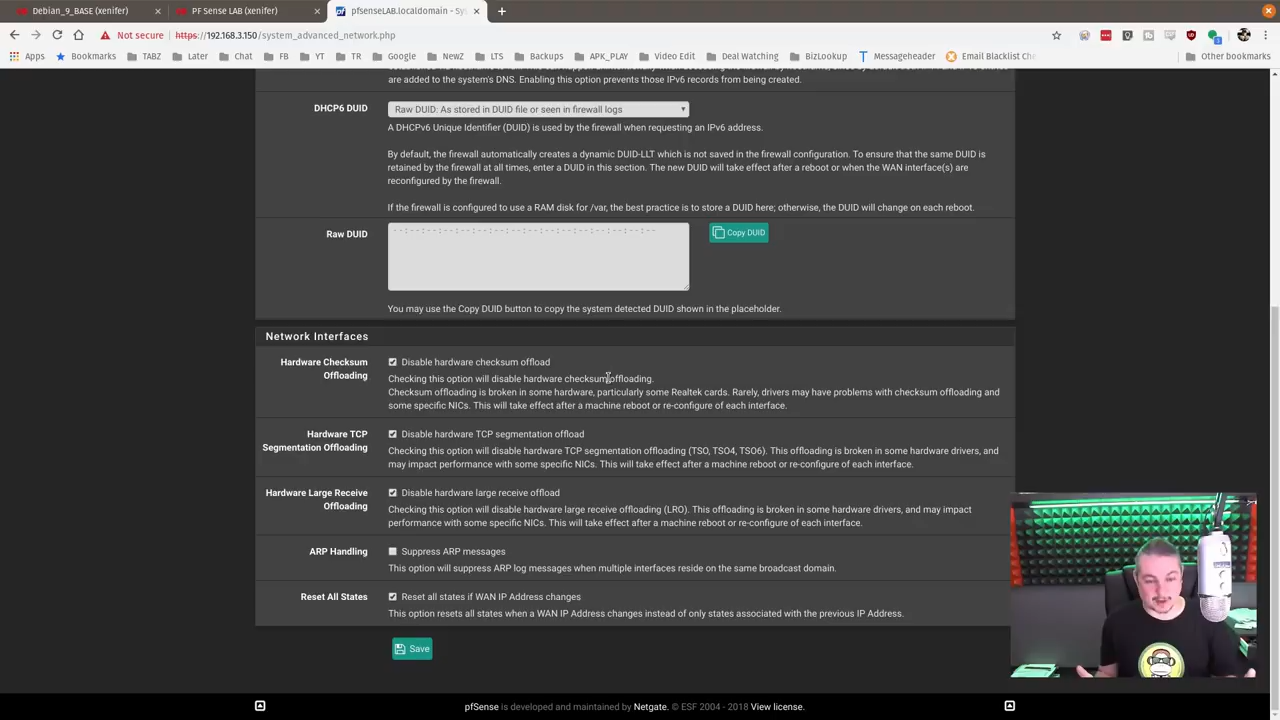 Debian_9_BASE (xenifer)
PF Sense LAB (xenifer)
pfsenseLAB.localdomain - Sy
Not secure https://192.168.3.150/system_advanced_network.php
Apps Bookmarks TABZ Later Chat FB YT TR Google NewZ LTS Backups APK_PLAY Video Edit Deal Watching BizLookup Messageheader Email Blacklist Che Other bookmarks
are added to the system's DNS. Enabling this option prevents those IPv6 records from being created.
DHCP6 DUID
Raw DUID: As stored in DUID file or seen in firewall logs
A DHCPv6 Unique Identifier (DUID) is used by the firewall when requesting an IPv6 address.
By default, the firewall automatically creates a dynamic DUID-LLT which is not saved in the firewall configuration. To ensure that the same DUID is
retained by the firewall at all times, enter a DUID in this section. The new DUID will take effect after a reboot or when the WAN interface(s) are
reconfigured by the firewall.
If the firewall is configured to use a RAM disk for /var, the best practice is to store a DUID here; otherwise, the DUID will change on each reboot.
Raw DUID
--:--:--:--:--:--:--:--:--:--:--:--:--:--
Copy DUID
You may use the Copy DUID button to copy the system detected DUID shown in the placeholder.
Network Interfaces
Hardware Checksum
Offloading
Disable hardware checksum offload
Checking this option will disable hardware checksum offloading.
Checksum offloading is broken in some hardware, particularly some Realtek cards. Rarely, drivers may have problems with checksum offloading and
some specific NICs. This will take effect after a machine reboot or re-configure of each interface.
Hardware TCP
Segmentation Offloading
Disable hardware TCP segmentation offload
Checking this option will disable hardware TCP segmentation offloading (TSO, TSO4, TSO6). This offloading is broken in some hardware drivers, and
may impact performance with some specific NICs. This will take effect after a machine reboot or re-configure of each interface.
Hardware Large Receive
Offloading
Disable hardware large receive offload
Checking this option will disable hardware large receive offloading (LRO). This offloading is broken in some hardware drivers, and may impact
performance with some specific NICs. This will take effect after a machine reboot or re-configure of each interface.
ARP Handling
Suppress ARP messages
This option will suppress ARP log messages when multiple interfaces reside on the same broadcast domain.
Reset All States
Reset all states if WAN IP Address changes
This option resets all states when a WAN IP Address changes instead of only states associated with the previous IP Address.
Save
pfSense is developed and maintained by Netgate. © ESF 2004 - 2018 View license.